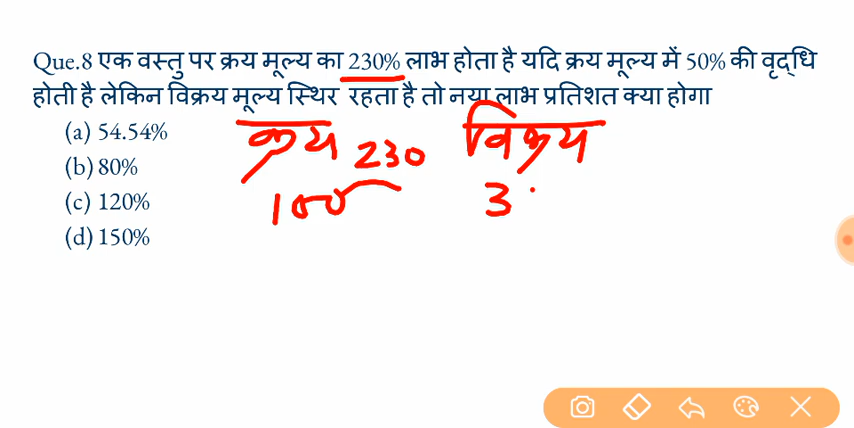 Que.8 एक वस्तु पर क्रय मूल्य का 230% लाभ होता है यदि क्रय मूल्य में 50% की वृद्धि
होती है लेकिन विक्रय मूल्य स्थिर रहता है तो नया लाभ प्रतिशत क्या होगा
(a) 54.54%
(b) 80%
(c) 120%
(d) 150%
क्रय 230 विक्रय
100 3